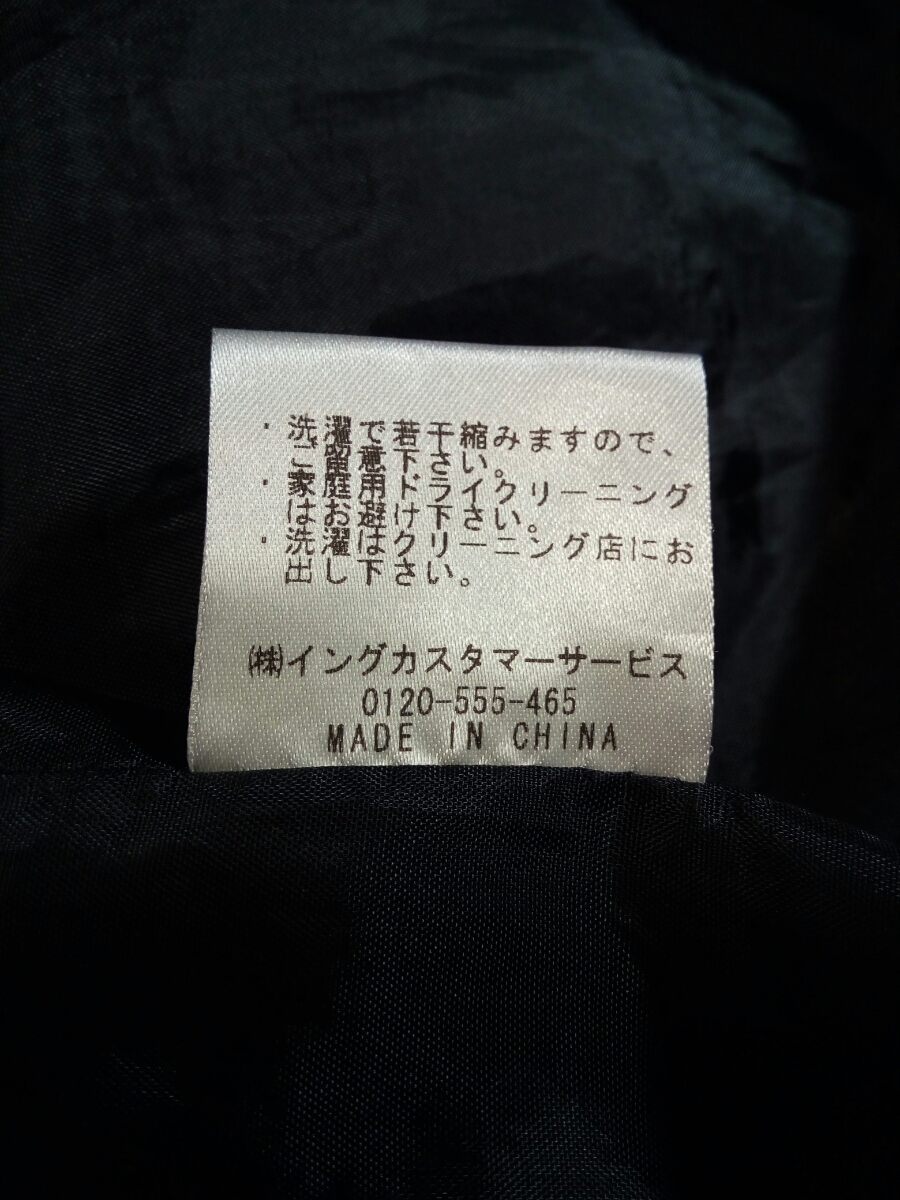 ・洗濯で若干縮みますので、
ご留意下さい。
・家庭用ドライクリーニング
はお避け下さい。
・洗濯はクリーニング店にお
出し下さい。
㈱イングカスタマーサービス
0120-555-465
MADE IN CHINA